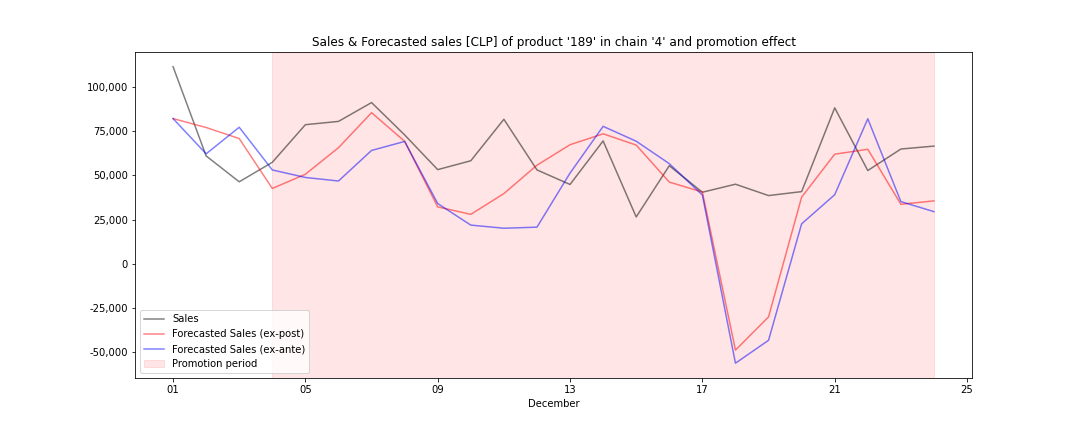 Sales & Forecasted sales [CLP] of product '189' in chain '4' and promotion effect
100,000
75,000
50,000
25,000
0
-25,000
-50,000
Sales
Forecasted Sales (ex-post)
Forecasted Sales (ex-ante)
Promotion period
01 05 09 13 17 21 25
December